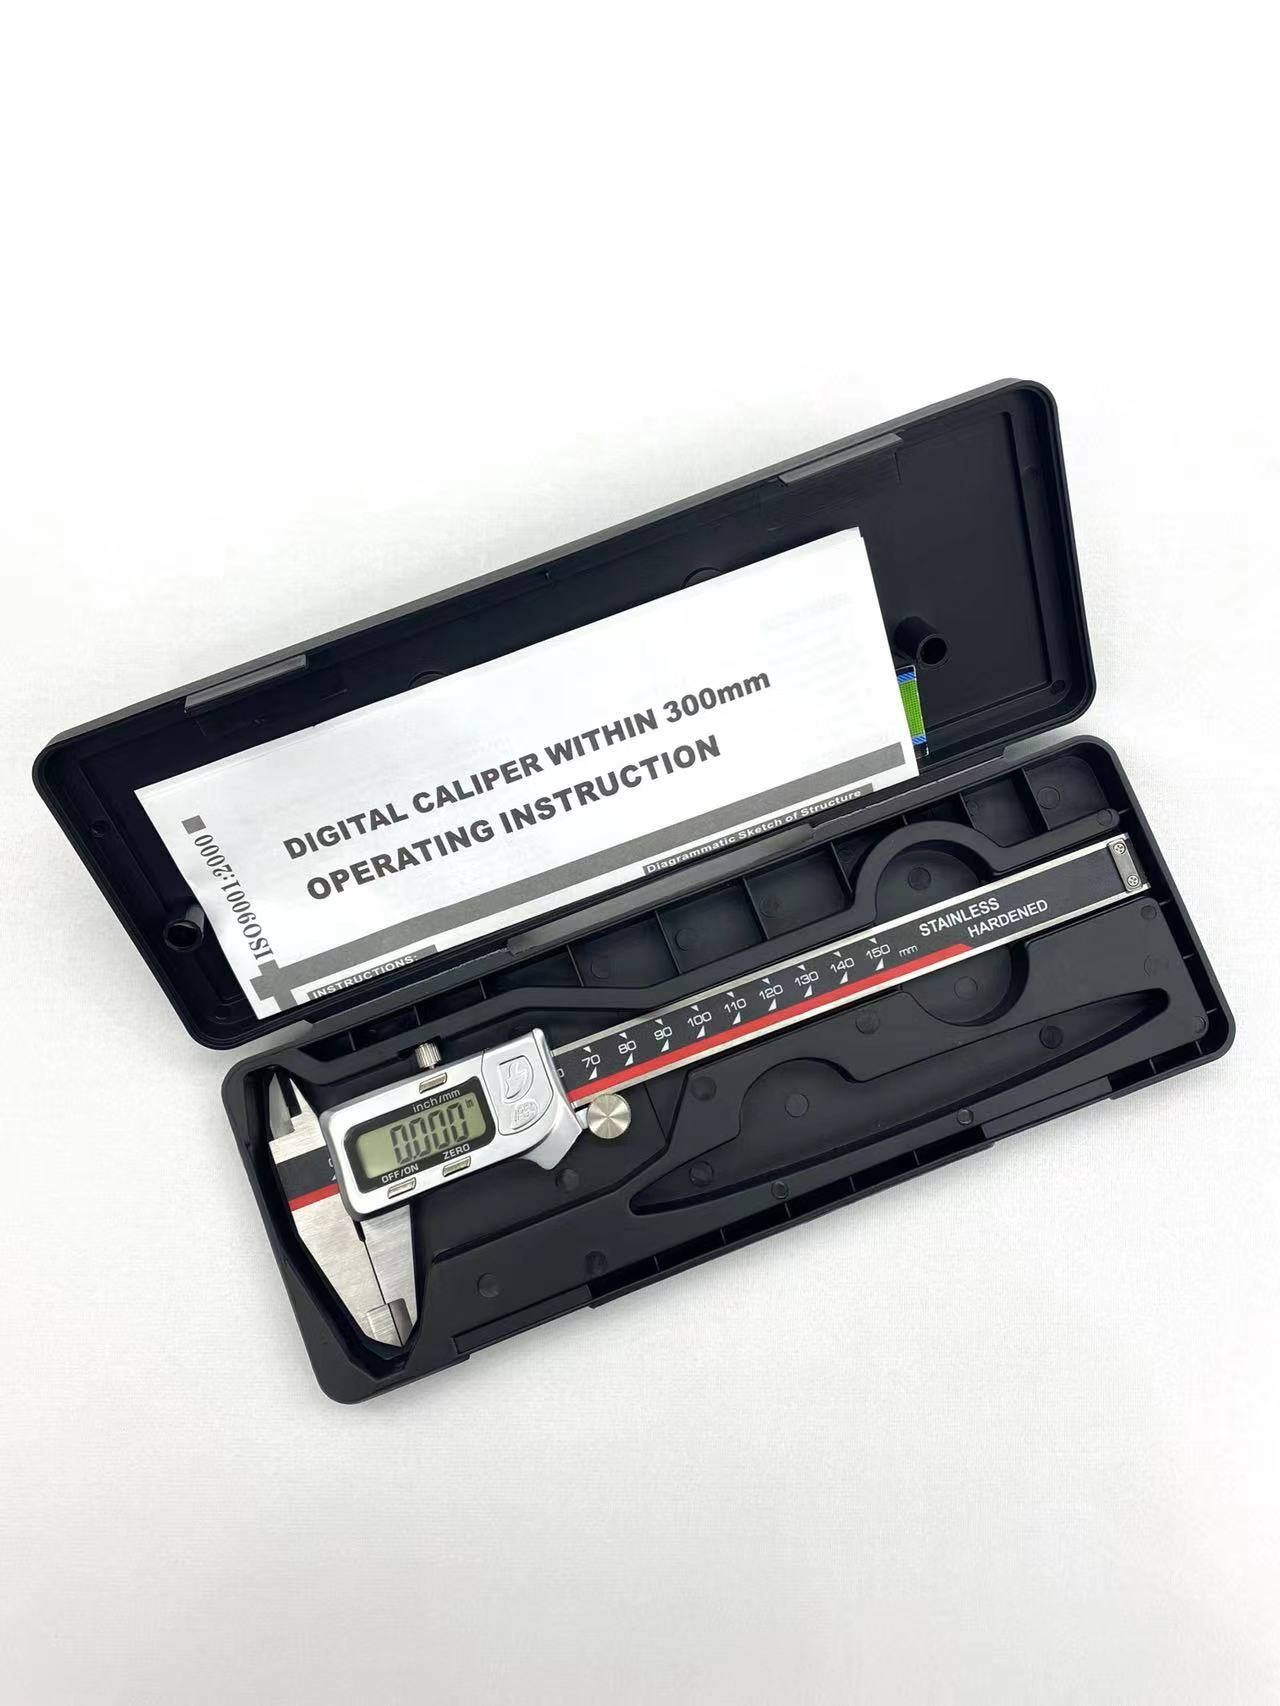 DIGITAL CALIPER WITHIN 300mm
OPERATING INSTRUCTION
ISO9001:2000
Diagrammatic Sketch of Structure
INSTRUCTIONS:
STAINLESS
HARDENED
70 80 90 100 110 120 130 140 150 mm
inch/mm
0.000 in
OFF/ON ZERO
0